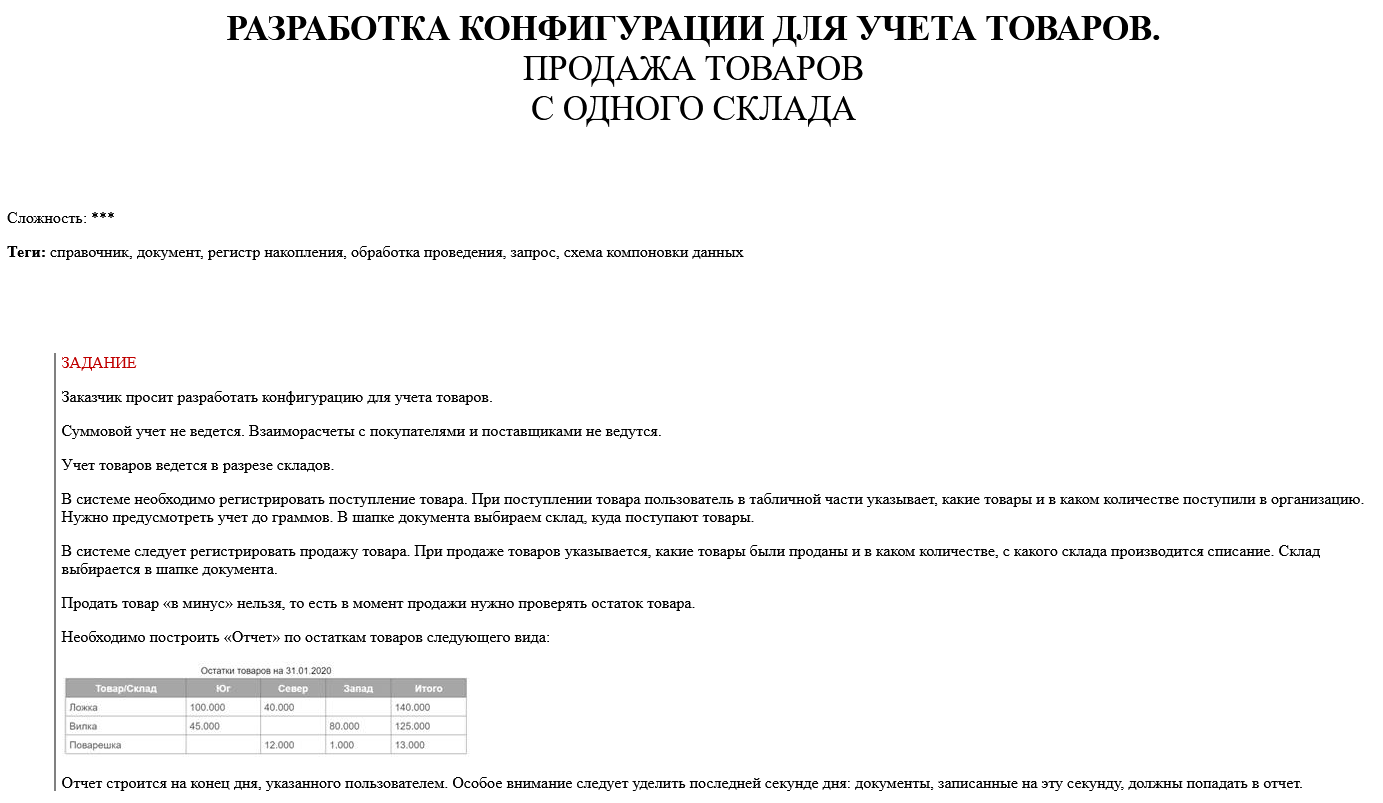 РАЗРАБОТКА КОНФИГУРАЦИИ ДЛЯ УЧЕТА ТОВАРОВ.
ПРОДАЖА ТОВАРОВ
С ОДНОГО СКЛАДА
Сложность: ***
Теги: справочник, документ, регистр накопления, обработка проведения, запрос, схема компоновки данных
ЗАДАНИЕ
Заказчик просит разработать конфигурацию для учета товаров.
Суммовой учет не ведется. Взаиморасчеты с покупателями и поставщиками не ведутся.
Учет товаров ведется в разрезе складов.
В системе необходимо регистрировать поступление товара. При поступлении товара пользователь в табличной части указывает, какие товары и в каком количестве поступили в организацию.
Нужно предусмотреть учет до граммов. В шапке документа выбираем склад, куда поступают товары.
В системе следует регистрировать продажу товара. При продаже товаров указывается, какие товары были проданы и в каком количестве, с какого склада производится списание. Склад
выбирается в шапке документа.
Продать товар «в минус» нельзя, то есть в момент продажи нужно проверять остаток товара.
Необходимо построить «Отчет» по остаткам товаров следующего вида:
Остатки товаров на 31.01.2020
Товар/Склад Юг Север Запад Итого
Ложка 100.000 40.000 140.000
Вилка 45.000 80.000 125.000
Поварешка 12.000 1.000 13.000
Отчет строится на конец дня, указанного пользователем. Особое внимание следует уделить последней секунде дня: документы, записанные на эту секунду, должны попадать в отчет.